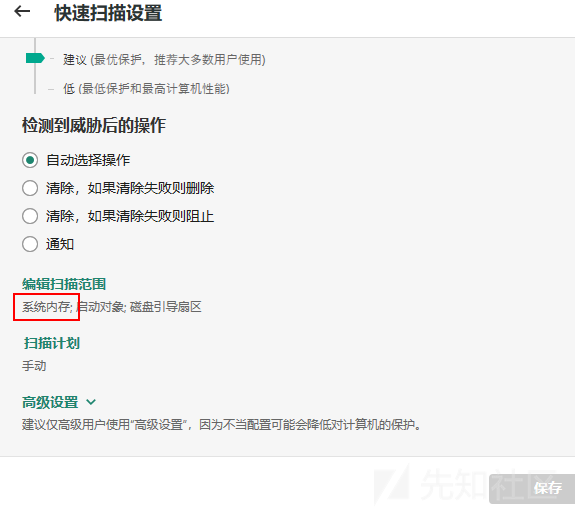 快速扫描设置
建议 (最优保护，推荐大多数用户使用)
低 (最低保护和最高计算机性能)
检测到威胁后的操作
自动选择操作
清除，如果清除失败则删除
清除，如果清除失败则阻止
通知
编辑扫描范围
系统内存; 启动对象; 磁盘引导扇区
扫描计划
手动
高级设置
建议仅高级用户使用“高级设置”，因为不当配置可能会降低对计算机的保护。
先知社区
保存